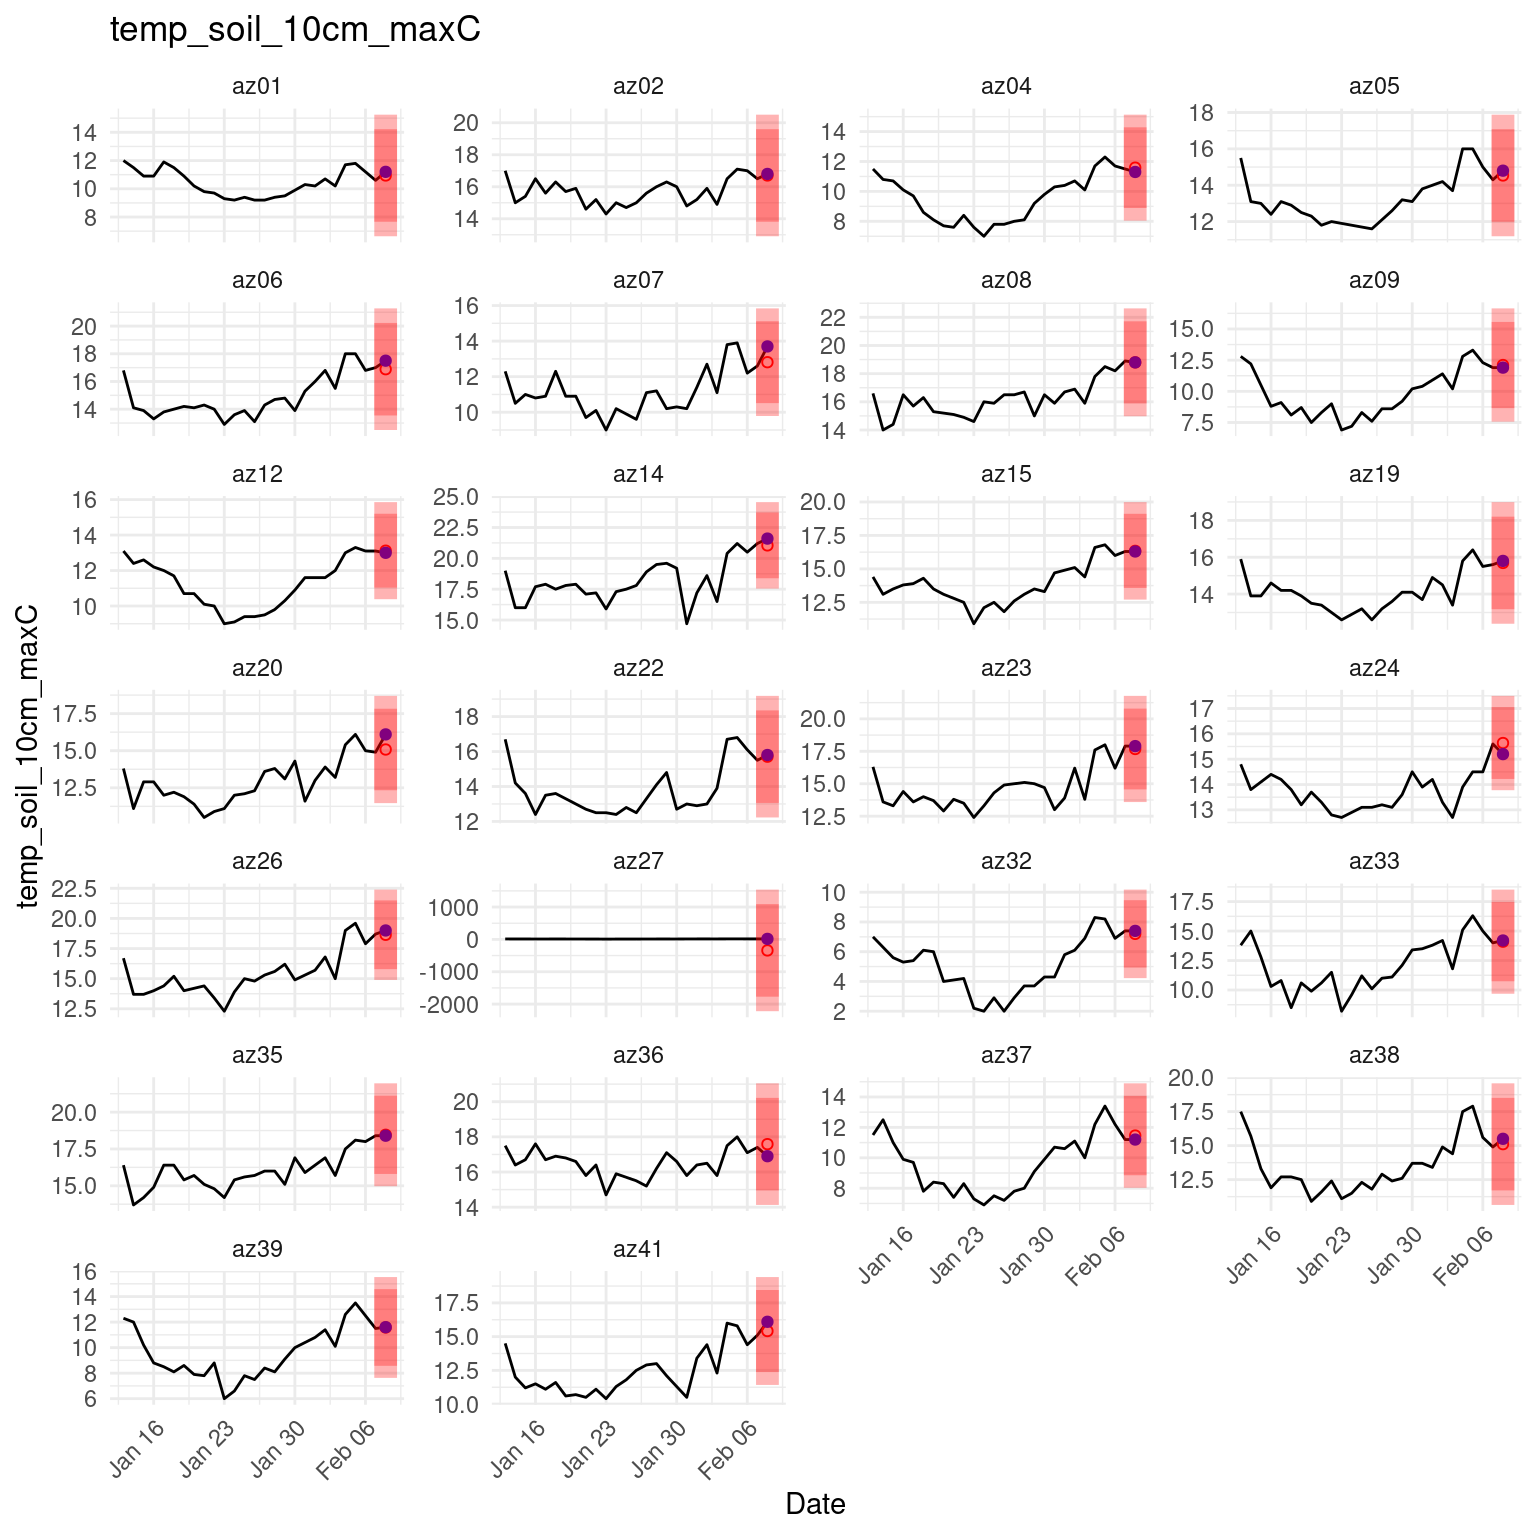 temp_soil_10cm_maxC
az01 az02 az04 az05
14 12 10 8
20 18 16 14
14 12 10 8
18 16 14 12
az06 az07 az08 az09
20 18 16 14
16 14 12 10
22 20 18 16 14
15.0 12.5 10.0 7.5
az12 az14 az15 az19
16 14 12 10
25.0 22.5 20.0 17.5 15.0
20.0 17.5 15.0 12.5
18 16 14
az20 az22 az23 az24
17.5 15.0 12.5
18 16 14 12
20.0 17.5 15.0 12.5
17 16 15 14 13
az26 az27 az32 az33
22.5 20.0 17.5 15.0 12.5
1000 0 -1000 -2000
10 8 6 4 2
17.5 15.0 12.5 10.0
az35 az36 az37 az38
20.0 17.5 15.0
20 18 16 14
14 12 10 8
20.0 17.5 15.0 12.5
Jan 16 Jan 23 Jan 30 Feb 06
Jan 16 Jan 23 Jan 30 Feb 06
az39 az41
16 14 12 10 8 6
17.5 15.0 12.5 10.0
Jan 16 Jan 23 Jan 30 Feb 06
Jan 16 Jan 23 Jan 30 Feb 06
temp_soil_10cm_maxC
Date